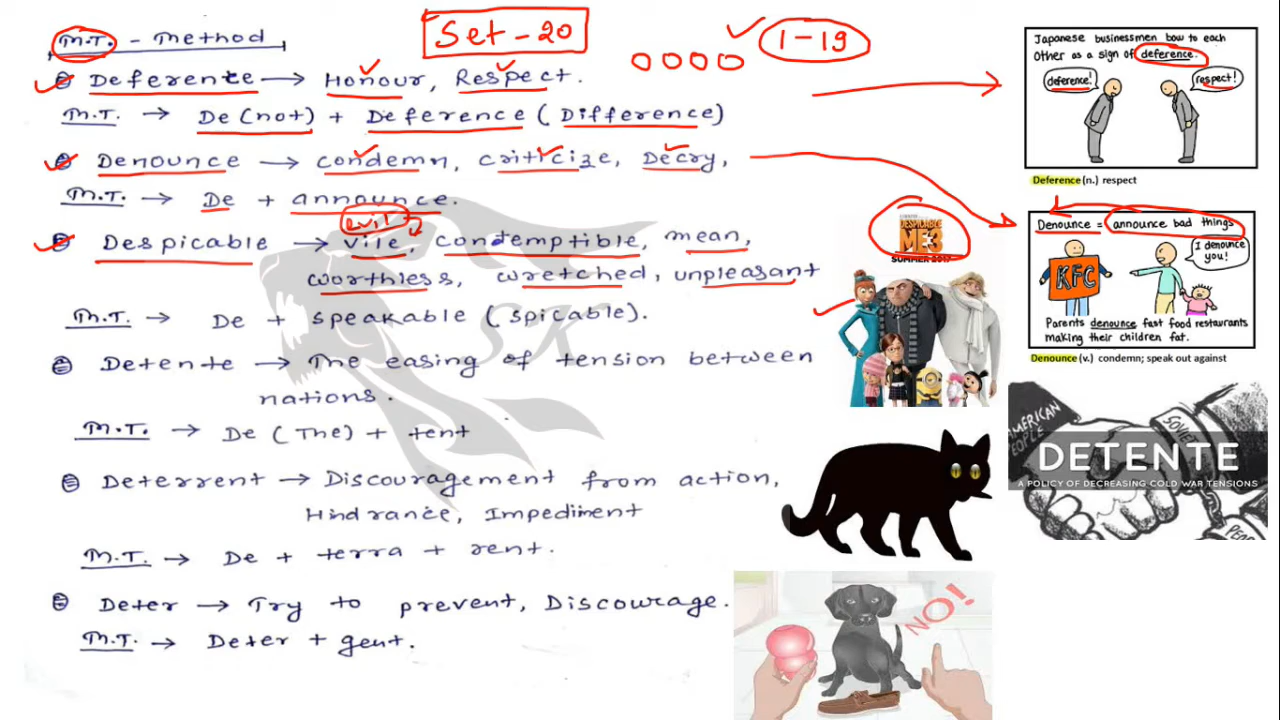 M.T. - Method
Set - 20
1-19
Deference → Honour, Respect.
M.T. → De(not) + Deference (Difference)
Denounce → condemn, criticize, Decry,
M.T. → De + announce.
evil
Despicable → vile, contemptible, mean,
worthless, wretched, unpleasant
M.T. → De + speakable (spicable).
Detente → The easing of tension between
nations.
M.T. → De (The) + tent
Deterrent → Discouragement from action,
Hindrance, Impediment
M.T. → De + terra + rent.
Deter → Try to prevent, Discourage.
M.T. → Deter + gent.
SK
Japanese businessmen bow to each
other as a sign of deference.
deference!
respect!
Deference (n.) respect
Denounce = announce bad things
I denounce
you!
KFC
Parents denounce fast food restaurants
making their children fat.
Denounce (v.) condemn; speak out against
DESPICABLE
ME3
SUMMER 2017
AMERICAN
PEOPLE
SOVIET
DETENTE
A POLICY OF DECREASING COLD WAR TENSIONS
NO!